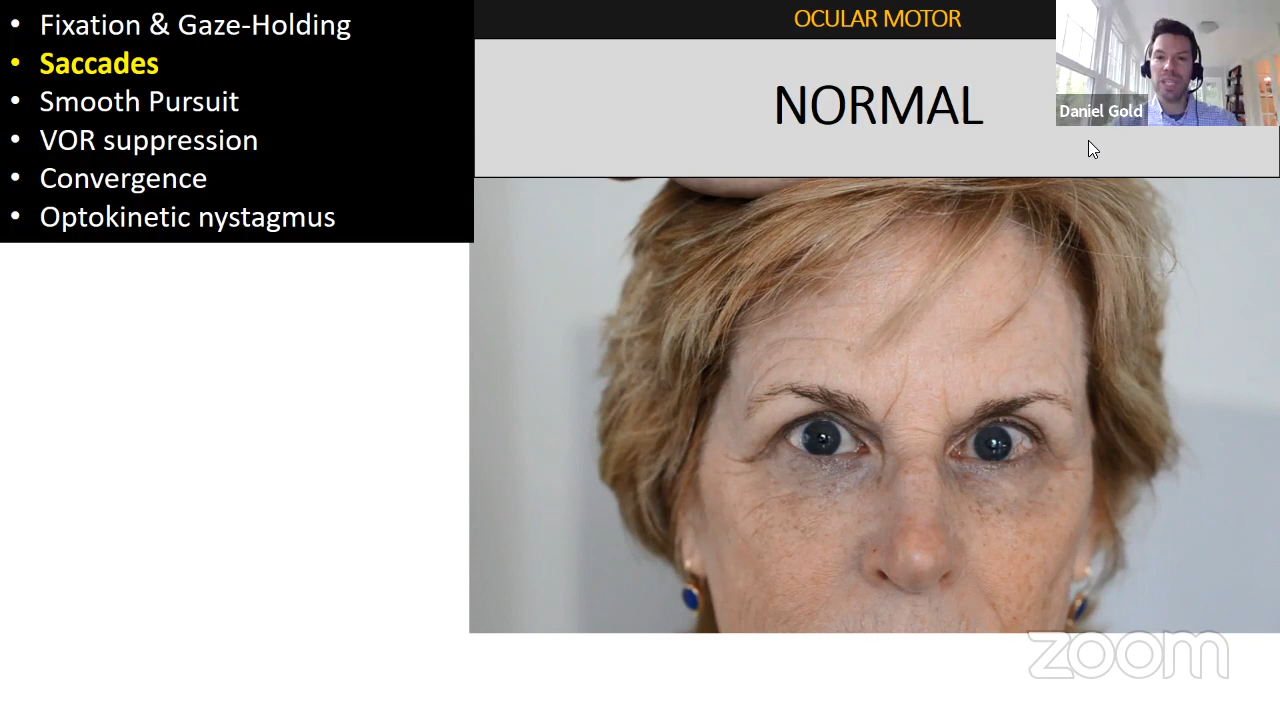 • Fixation & Gaze-Holding
• Saccades
• Smooth Pursuit
• VOR suppression
• Convergence
• Optokinetic nystagmus
OCULAR MOTOR
NORMAL
Daniel Gold
zoom